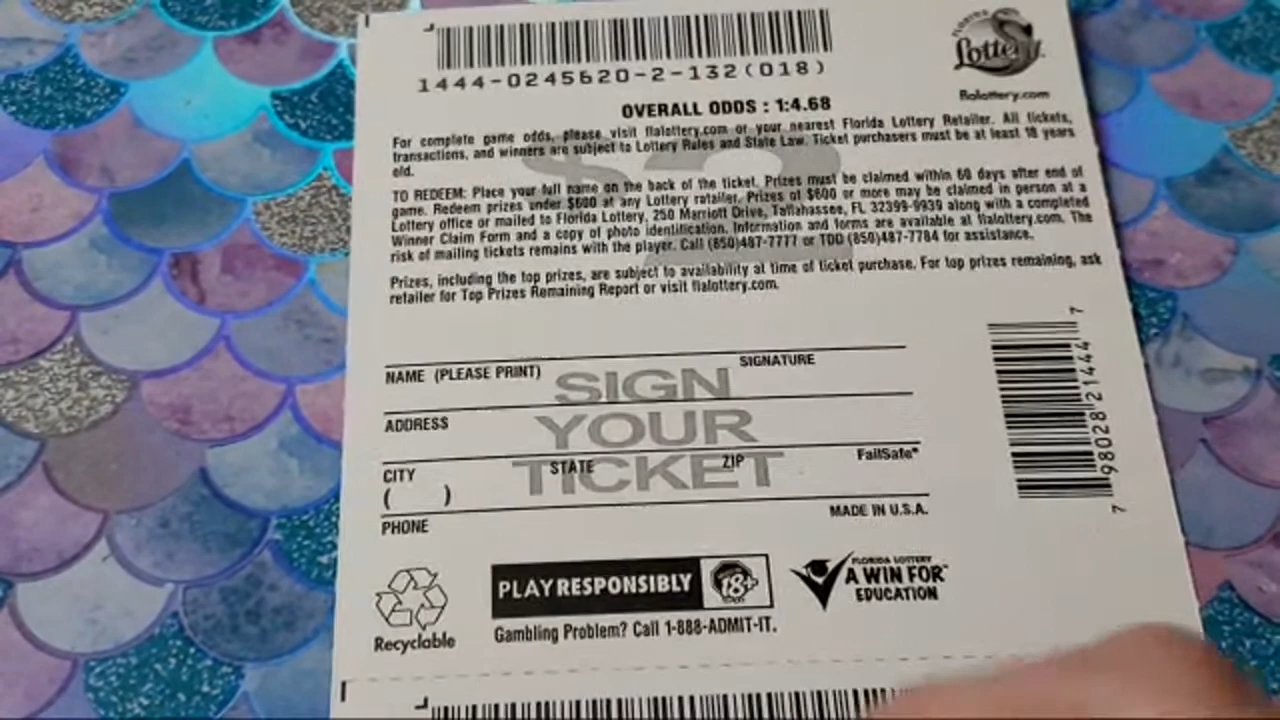 1444-0245620-2-132(018)
FLORIDA
Lottery
flalottery.com
OVERALL ODDS : 1:4.68
For complete game odds, please visit flalottery.com or your nearest Florida Lottery Retailer. All tickets,
transactions, and winners are subject to Lottery Rules and State Law. Ticket purchasers must be at least 18 years
old.
$2
TO REDEEM: Place your full name on the back of the ticket. Prizes must be claimed within 60 days after end of
game. Redeem prizes under $600 at any Lottery retailer. Prizes of $600 or more may be claimed in person at a
Lottery office or mailed to Florida Lottery, 250 Marriott Drive, Tallahassee, FL 32399-9939 along with a completed
Winner Claim Form and a copy of photo identification. Information and forms are available at flalottery.com. The
risk of mailing tickets remains with the player. Call (850)487-7777 or TDD (850)487-7784 for assistance.
Prizes, including the top prizes, are subject to availability at time of ticket purchase. For top prizes remaining, ask
retailer for Top Prizes Remaining Report or visit flalottery.com.
NAME (PLEASE PRINT) SIGNATURE
SIGN
ADDRESS
YOUR
CITY STATE ZIP FailSafe®
TICKET
( )
PHONE MADE IN U.S.A.
7 98028 21444 7
Recyclable
PLAY RESPONSIBLY 18+
Gambling Problem? Call 1-888-ADMIT-IT.
FLORIDA LOTTERY
A WIN FOR
EDUCATION